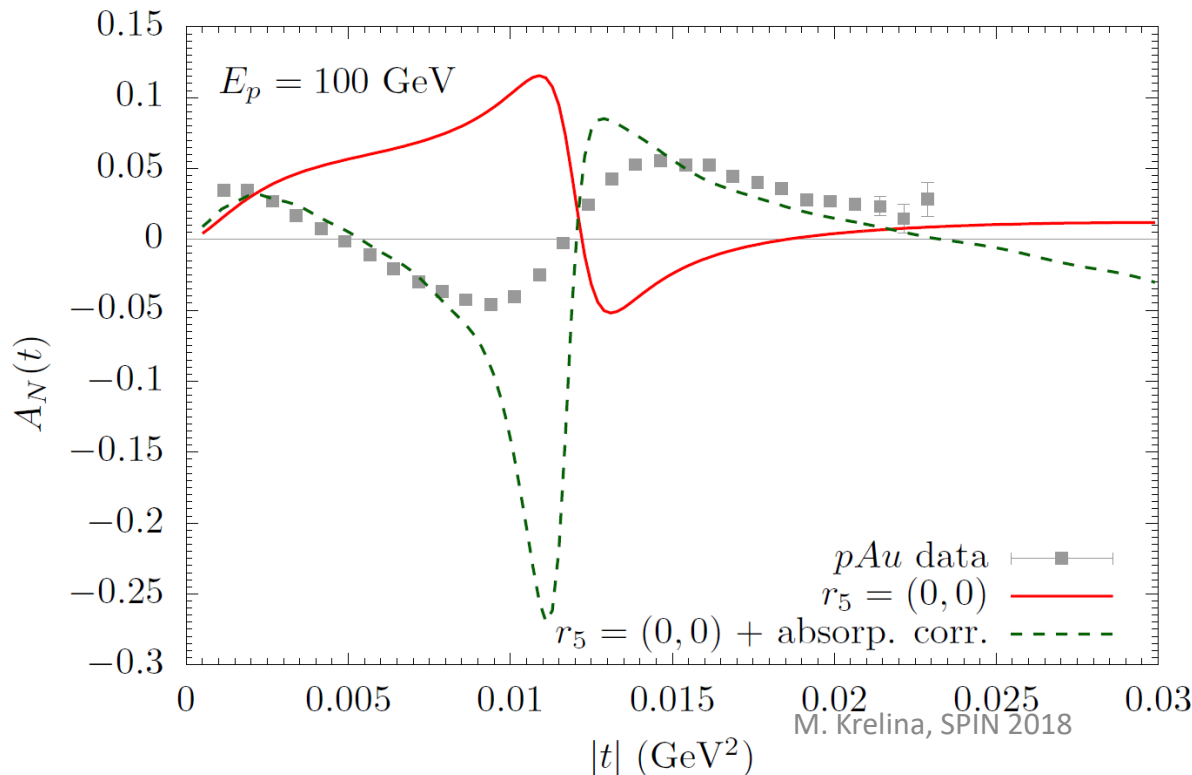 0.15
0.1
0.05
0
−0.05
−0.1
−0.15
−0.2
−0.25
−0.3
A_N(t)
E_p = 100 GeV
pAu data
r_5 = (0, 0)
r_5 = (0, 0) + absorp. corr.
0 0.005 0.01 0.015 0.02 0.025 0.03
M. Krelina, SPIN 2018
|t| (GeV²)